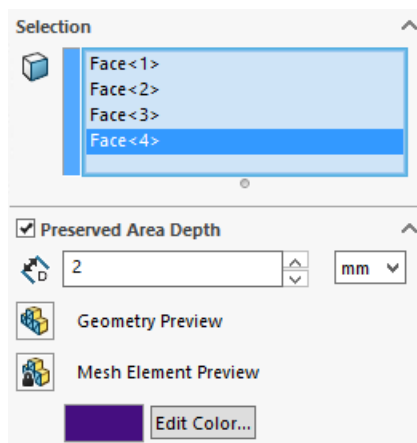 Selection
Face<1>
Face<2>
Face<3>
Face<4>
Preserved Area Depth
D
2
mm
Geometry Preview
Mesh Element Preview
Edit Color...